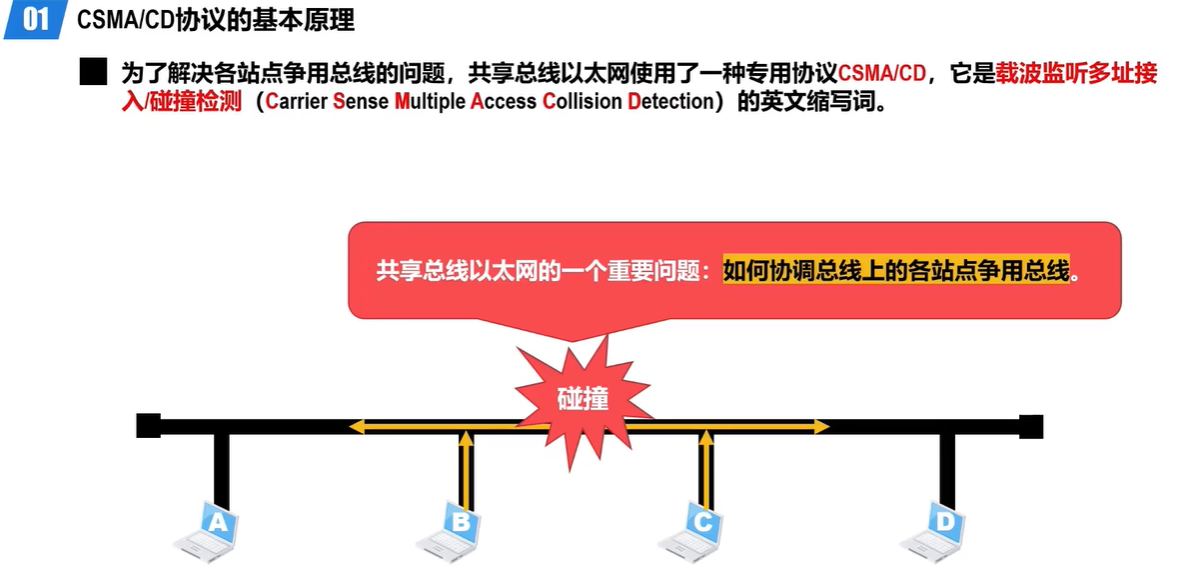 01 CSMA/CD协议的基本原理
为了解决各站点争用总线的问题，共享总线以太网使用了一种专用协议CSMA/CD，它是载波监听多址接
入/碰撞检测（Carrier Sense Multiple Access Collision Detection）的英文缩写词。
共享总线以太网的一个重要问题：如何协调总线上的各站点争用总线。
碰撞
A B C D